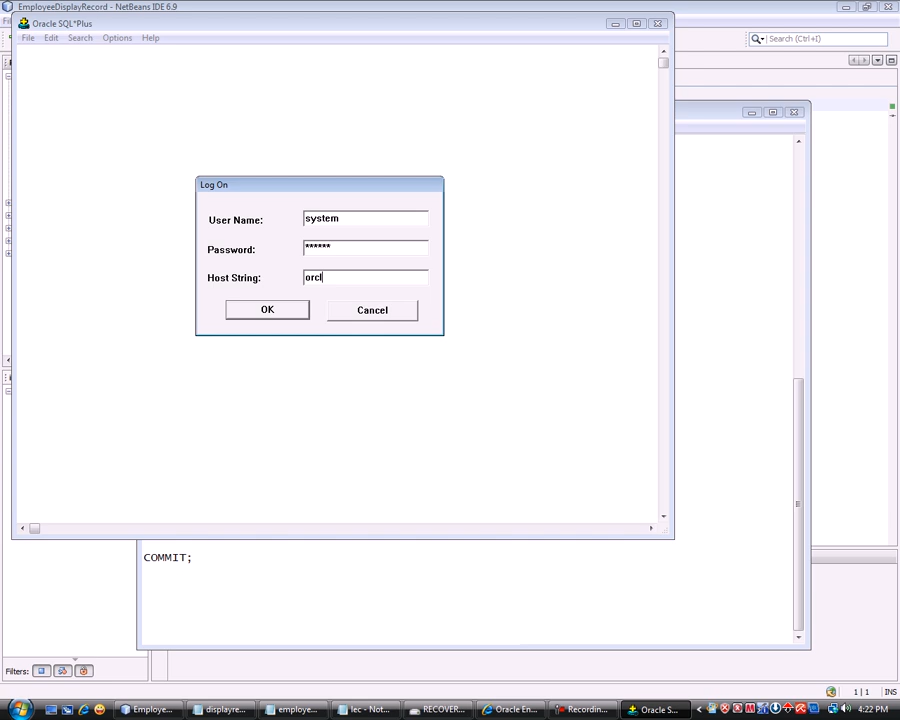 EmployeeDisplayRecord - NetBeans IDE 6.9
Oracle SQL*Plus
File Edit Search Options Help
Search (Ctrl+I)
Log On
User Name: system
Password: ******
Host String: orcl
OK Cancel
COMMIT;
Filters:
1 | 1 INS
Employe... displayre... employe... lec - Not... RECOVER... Oracle En... Recordin... Oracle S... 4:22 PM